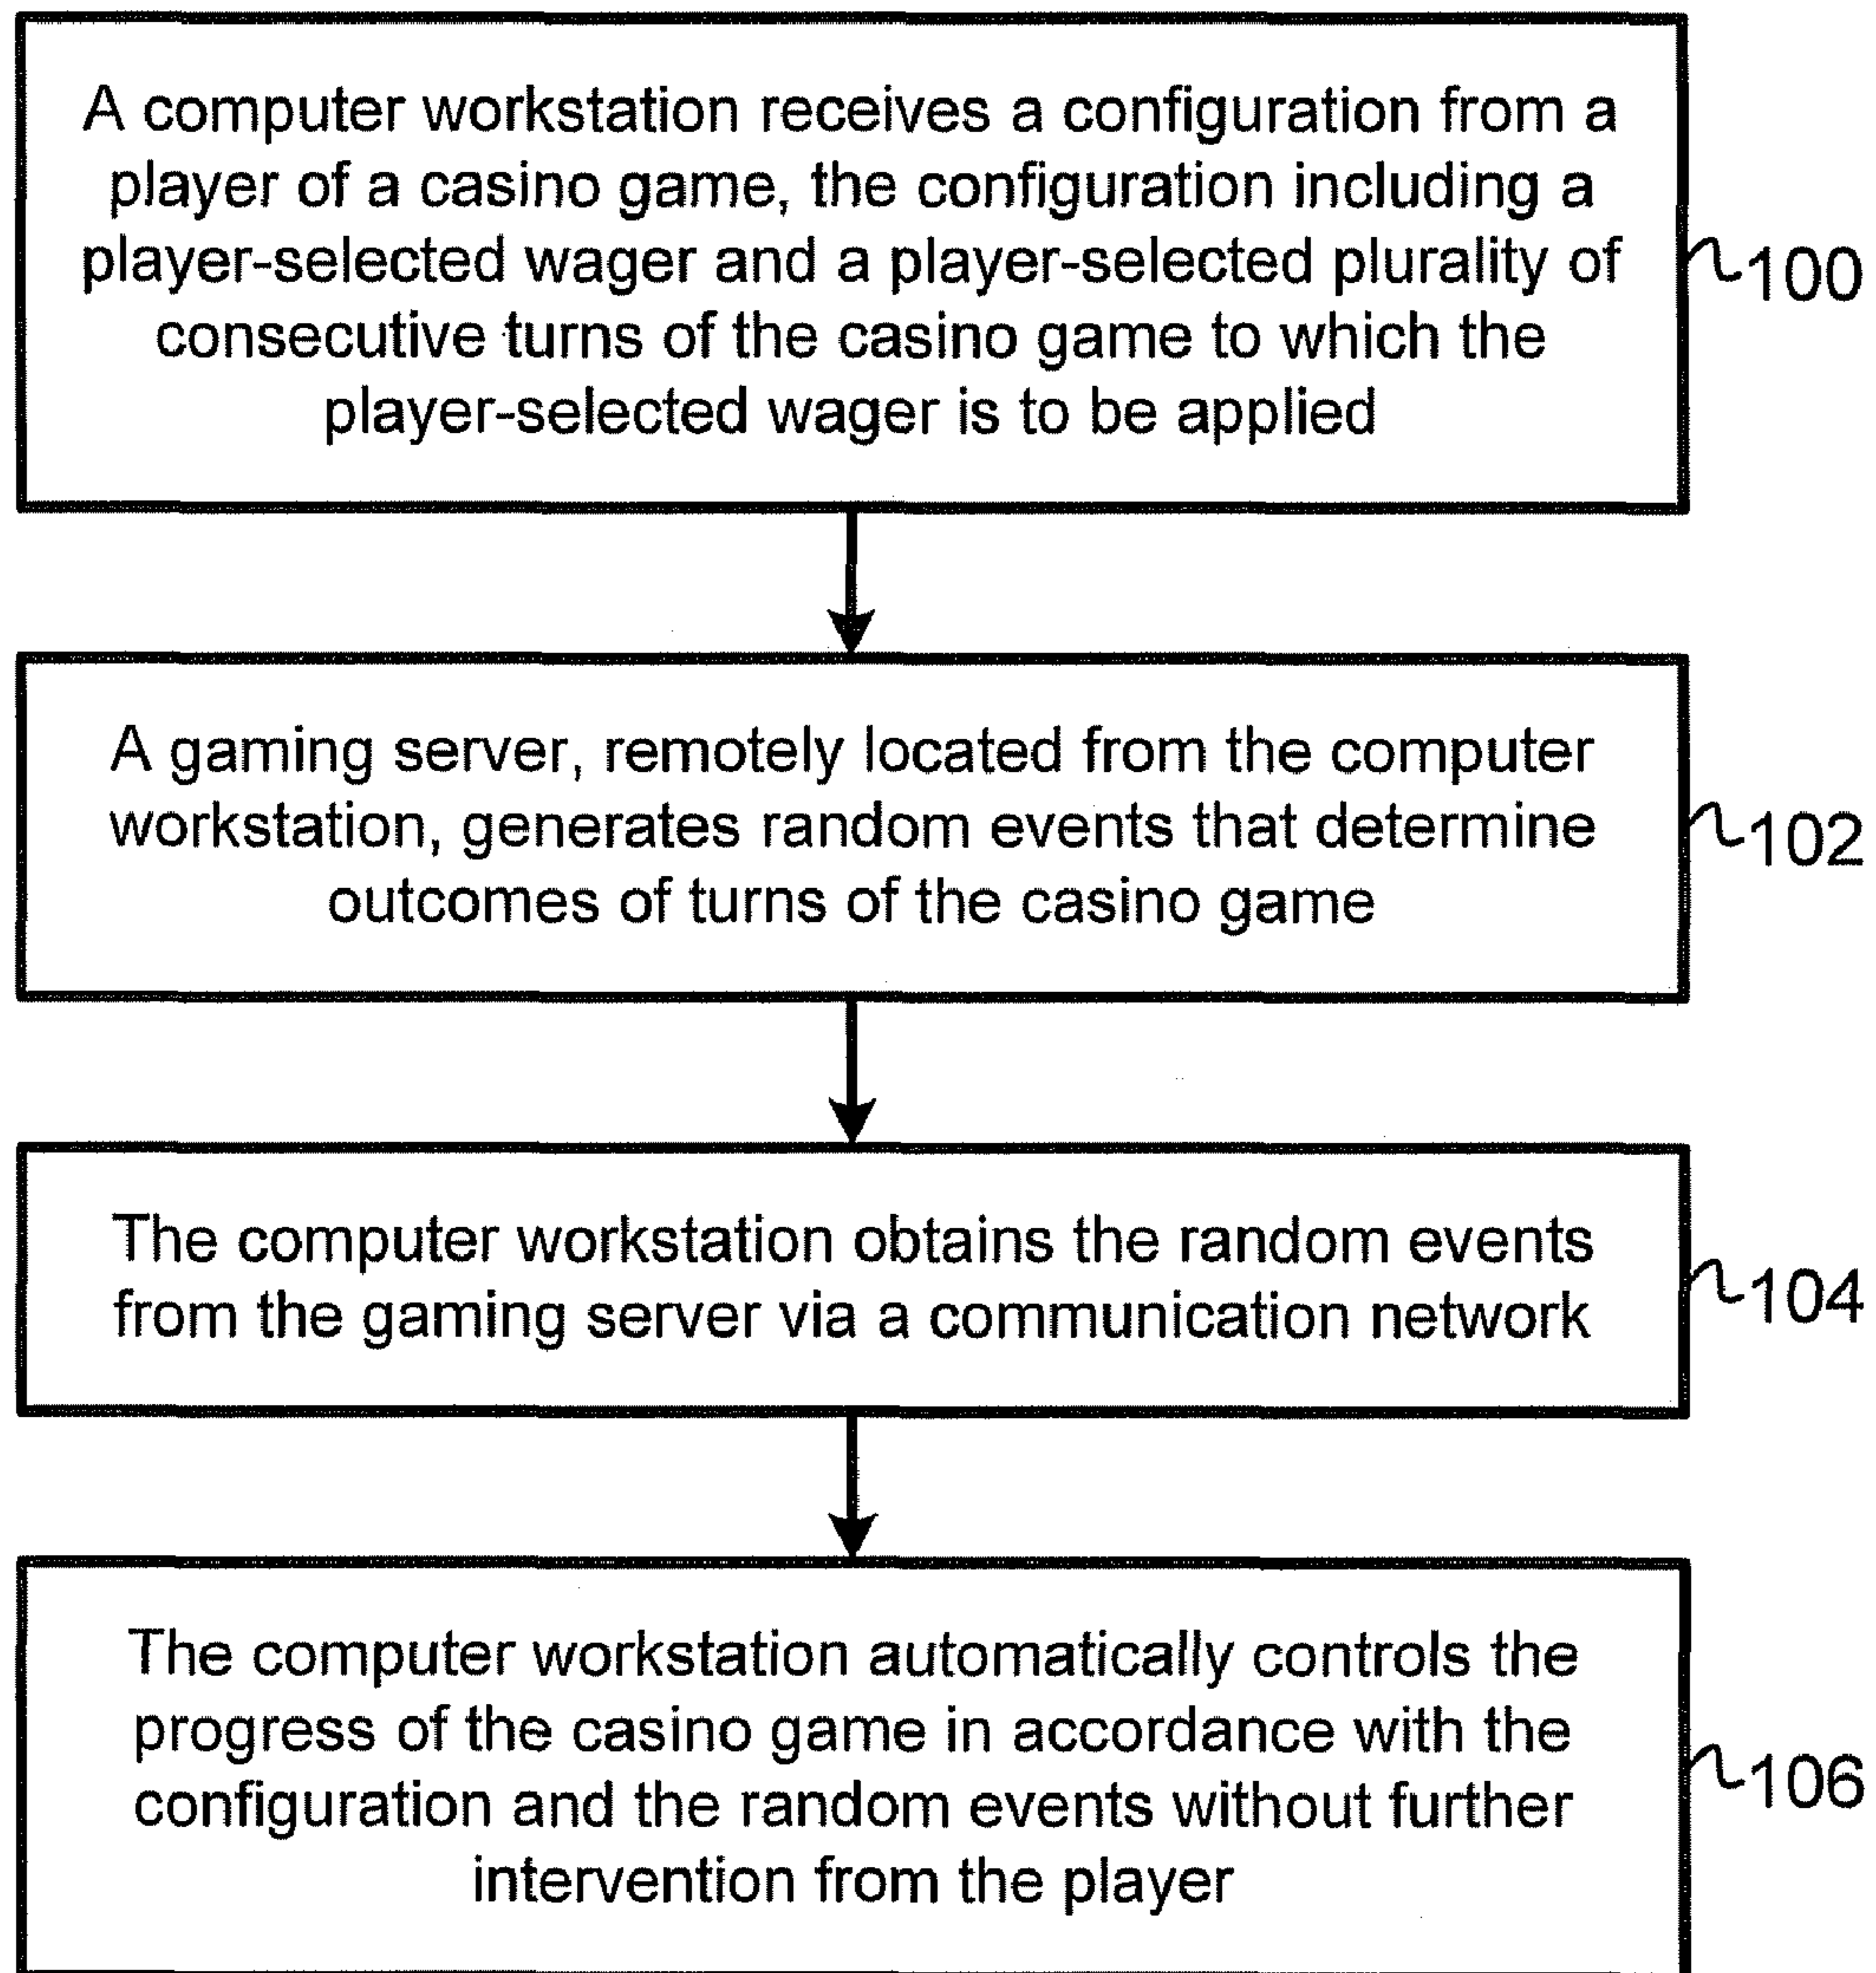 A computer workstation receives a configuration from a
player of a casino game, the configuration including a
player-selected wager and a player-selected plurality of
consecutive turns of the casino game to which the
player-selected wager is to be applied
100
A gaming server, remotely located from the computer
workstation, generates random events that determine
outcomes of turns of the casino game
102
The computer workstation obtains the random events
from the gaming server via a communication network
104
The computer workstation automatically controls the
progress of the casino game in accordance with the
configuration and the random events without further
intervention from the player
106